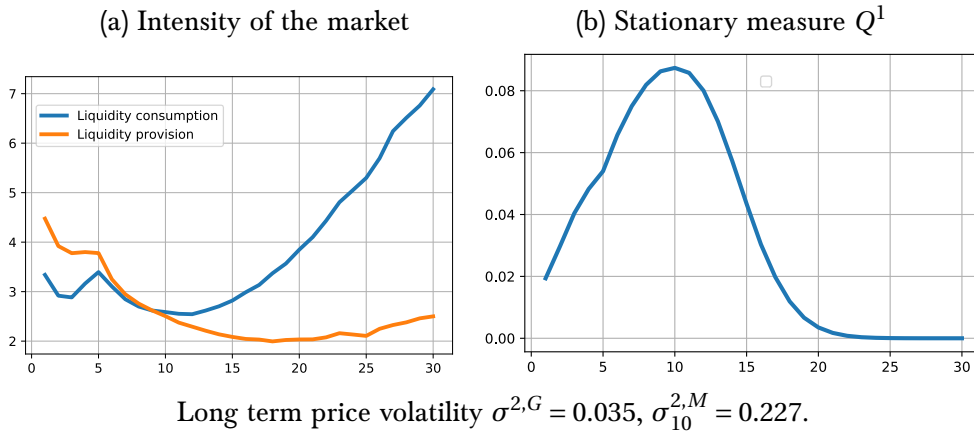 (a) Intensity of the market
(b) Stationary measure Q¹
7
6
5
4
3
2
Liquidity consumption
Liquidity provision
0 5 10 15 20 25 30
0.08
0.06
0.04
0.02
0.00
0 5 10 15 20 25 30
Long term price volatility σ^{2,G} = 0.035, σ_{10}^{2,M} = 0.227.